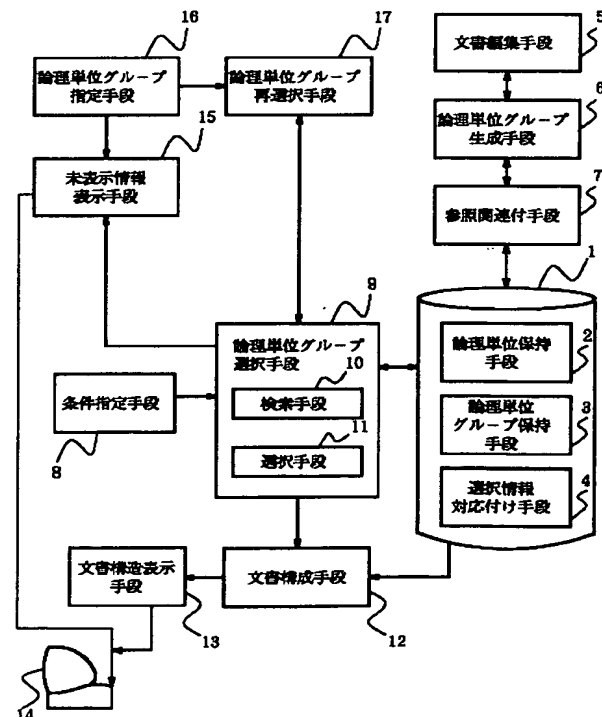 16
論理単位グループ
指定手段
17
論理単位グループ
再選択手段
5
文書編集手段
6
論理単位グループ
生成手段
15
未表示情報
表示手段
7
参照関連付手段
1
論理単位保持
手段
2
論理単位
グループ保持
手段
3
選択情報
対応付け手段
4
9
論理単位グループ
選択手段
10
検索手段
11
選択手段
条件指定手段
8
文書構造表示
手段
13
文書構成手段
12
14